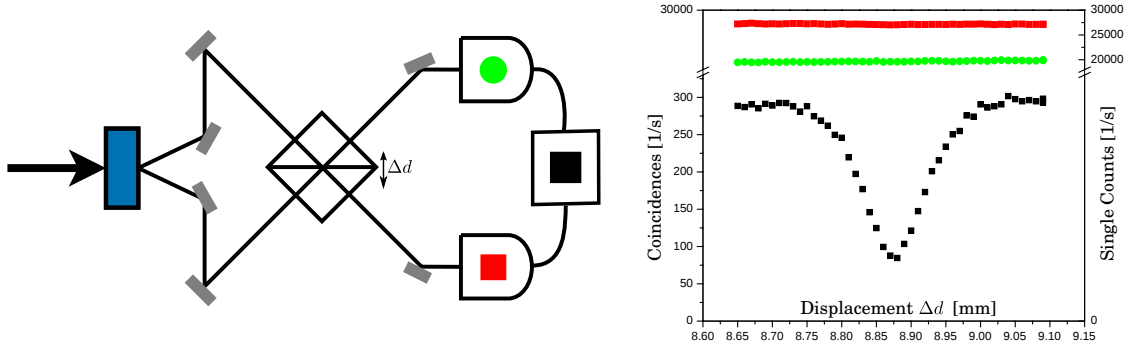 Δd
30000
300
250
200
150
100
50
0
Coincidences [1/s]
30000
25000
20000
0
Single Counts [1/s]
Displacement Δd [mm]
8.60 8.65 8.70 8.75 8.80 8.85 8.90 8.95 9.00 9.05 9.10 9.15